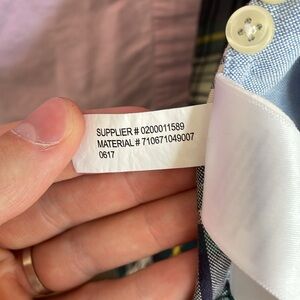 SUPPLIER # 0200011589
MATERIAL # 710671049007
0617